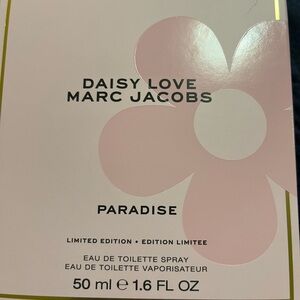 DAISY LOVE
MARC JACOBS
PARADISE
LIMITED EDITION • EDITION LIMITEE
EAU DE TOILETTE SPRAY
EAU DE TOILETTE VAPORISATEUR
50 ml ℮ 1.6 FL OZ